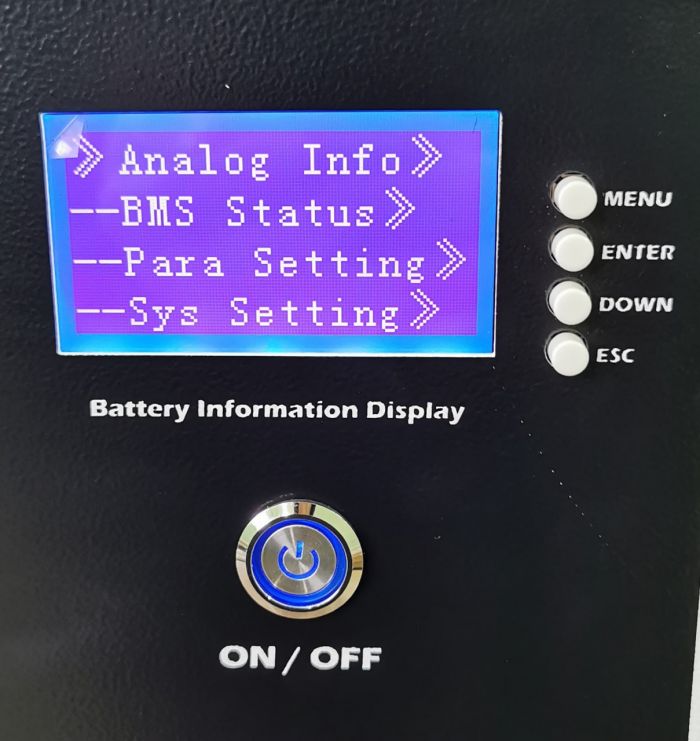 》Analog Info》
--BMS Status》
--Para Setting》
--Sys Setting》
MENU
ENTER
DOWN
ESC
Battery Information Display
ON / OFF